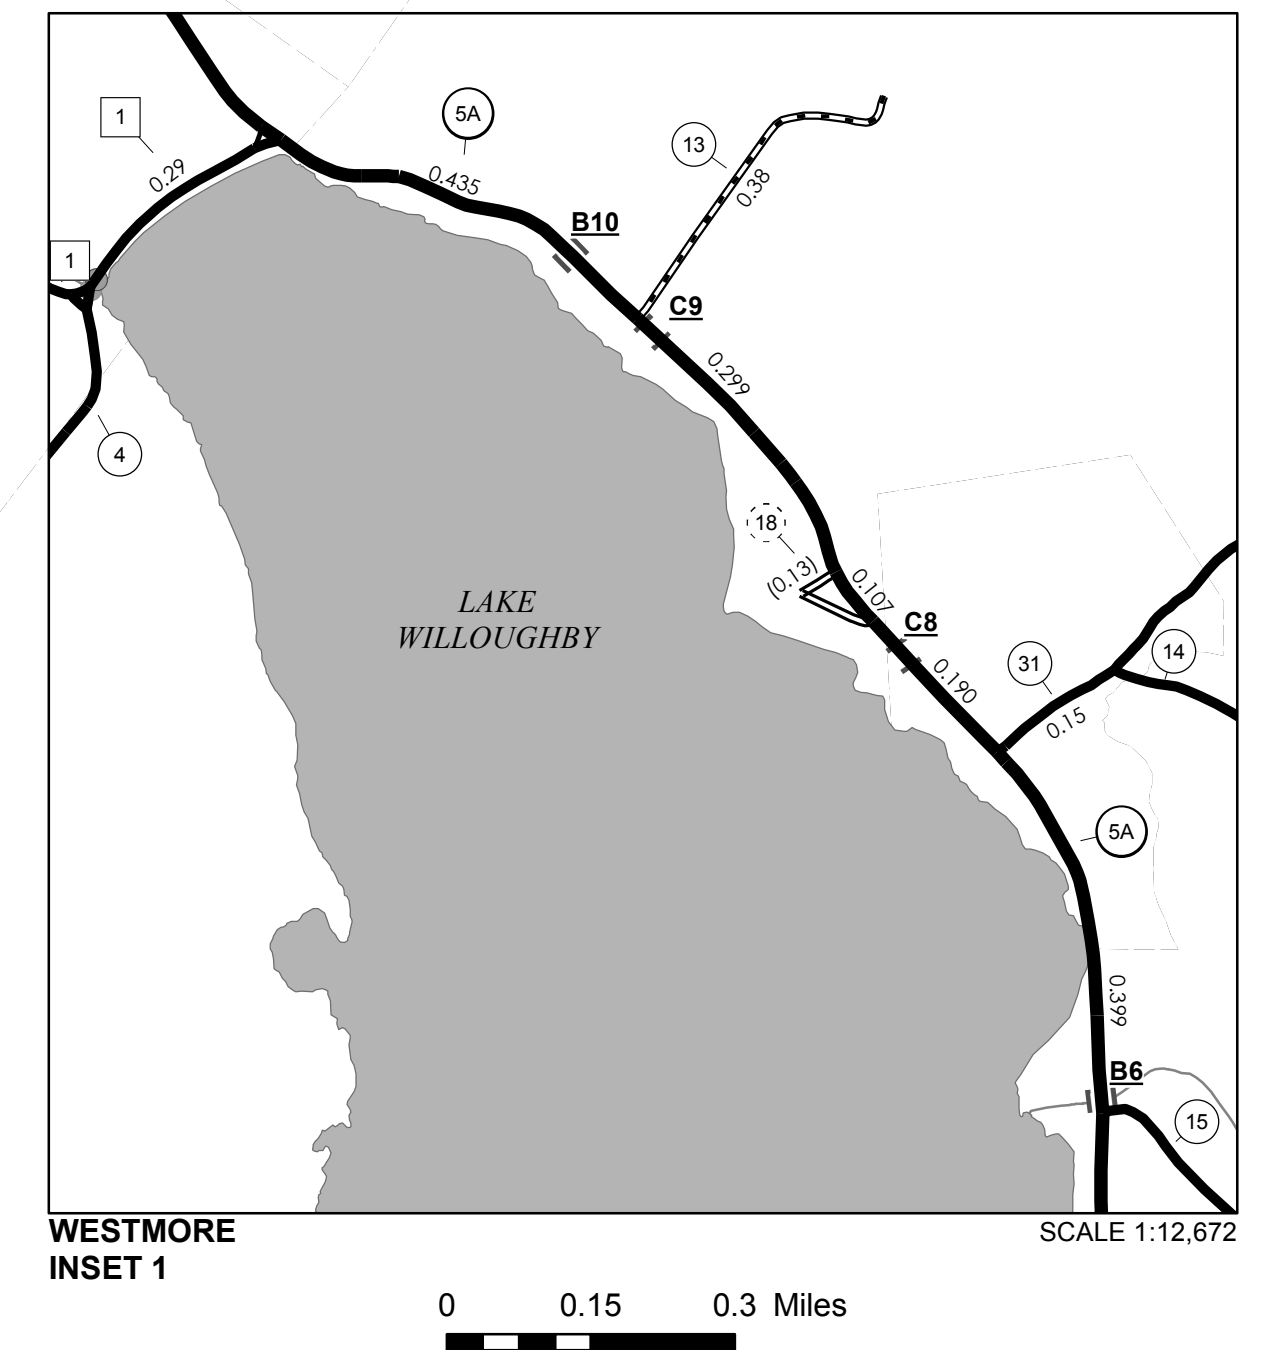 1
5A
13
0.29
0.435
0.38
B10
1
C9
0.299
4
18
(0.13)
0.107
LAKE
WILLOUGHBY
C8
31
14
0.190
0.15
5A
0.399
B6
15
WESTMORE
INSET 1
SCALE 1:12,672
0 0.15 0.3 Miles